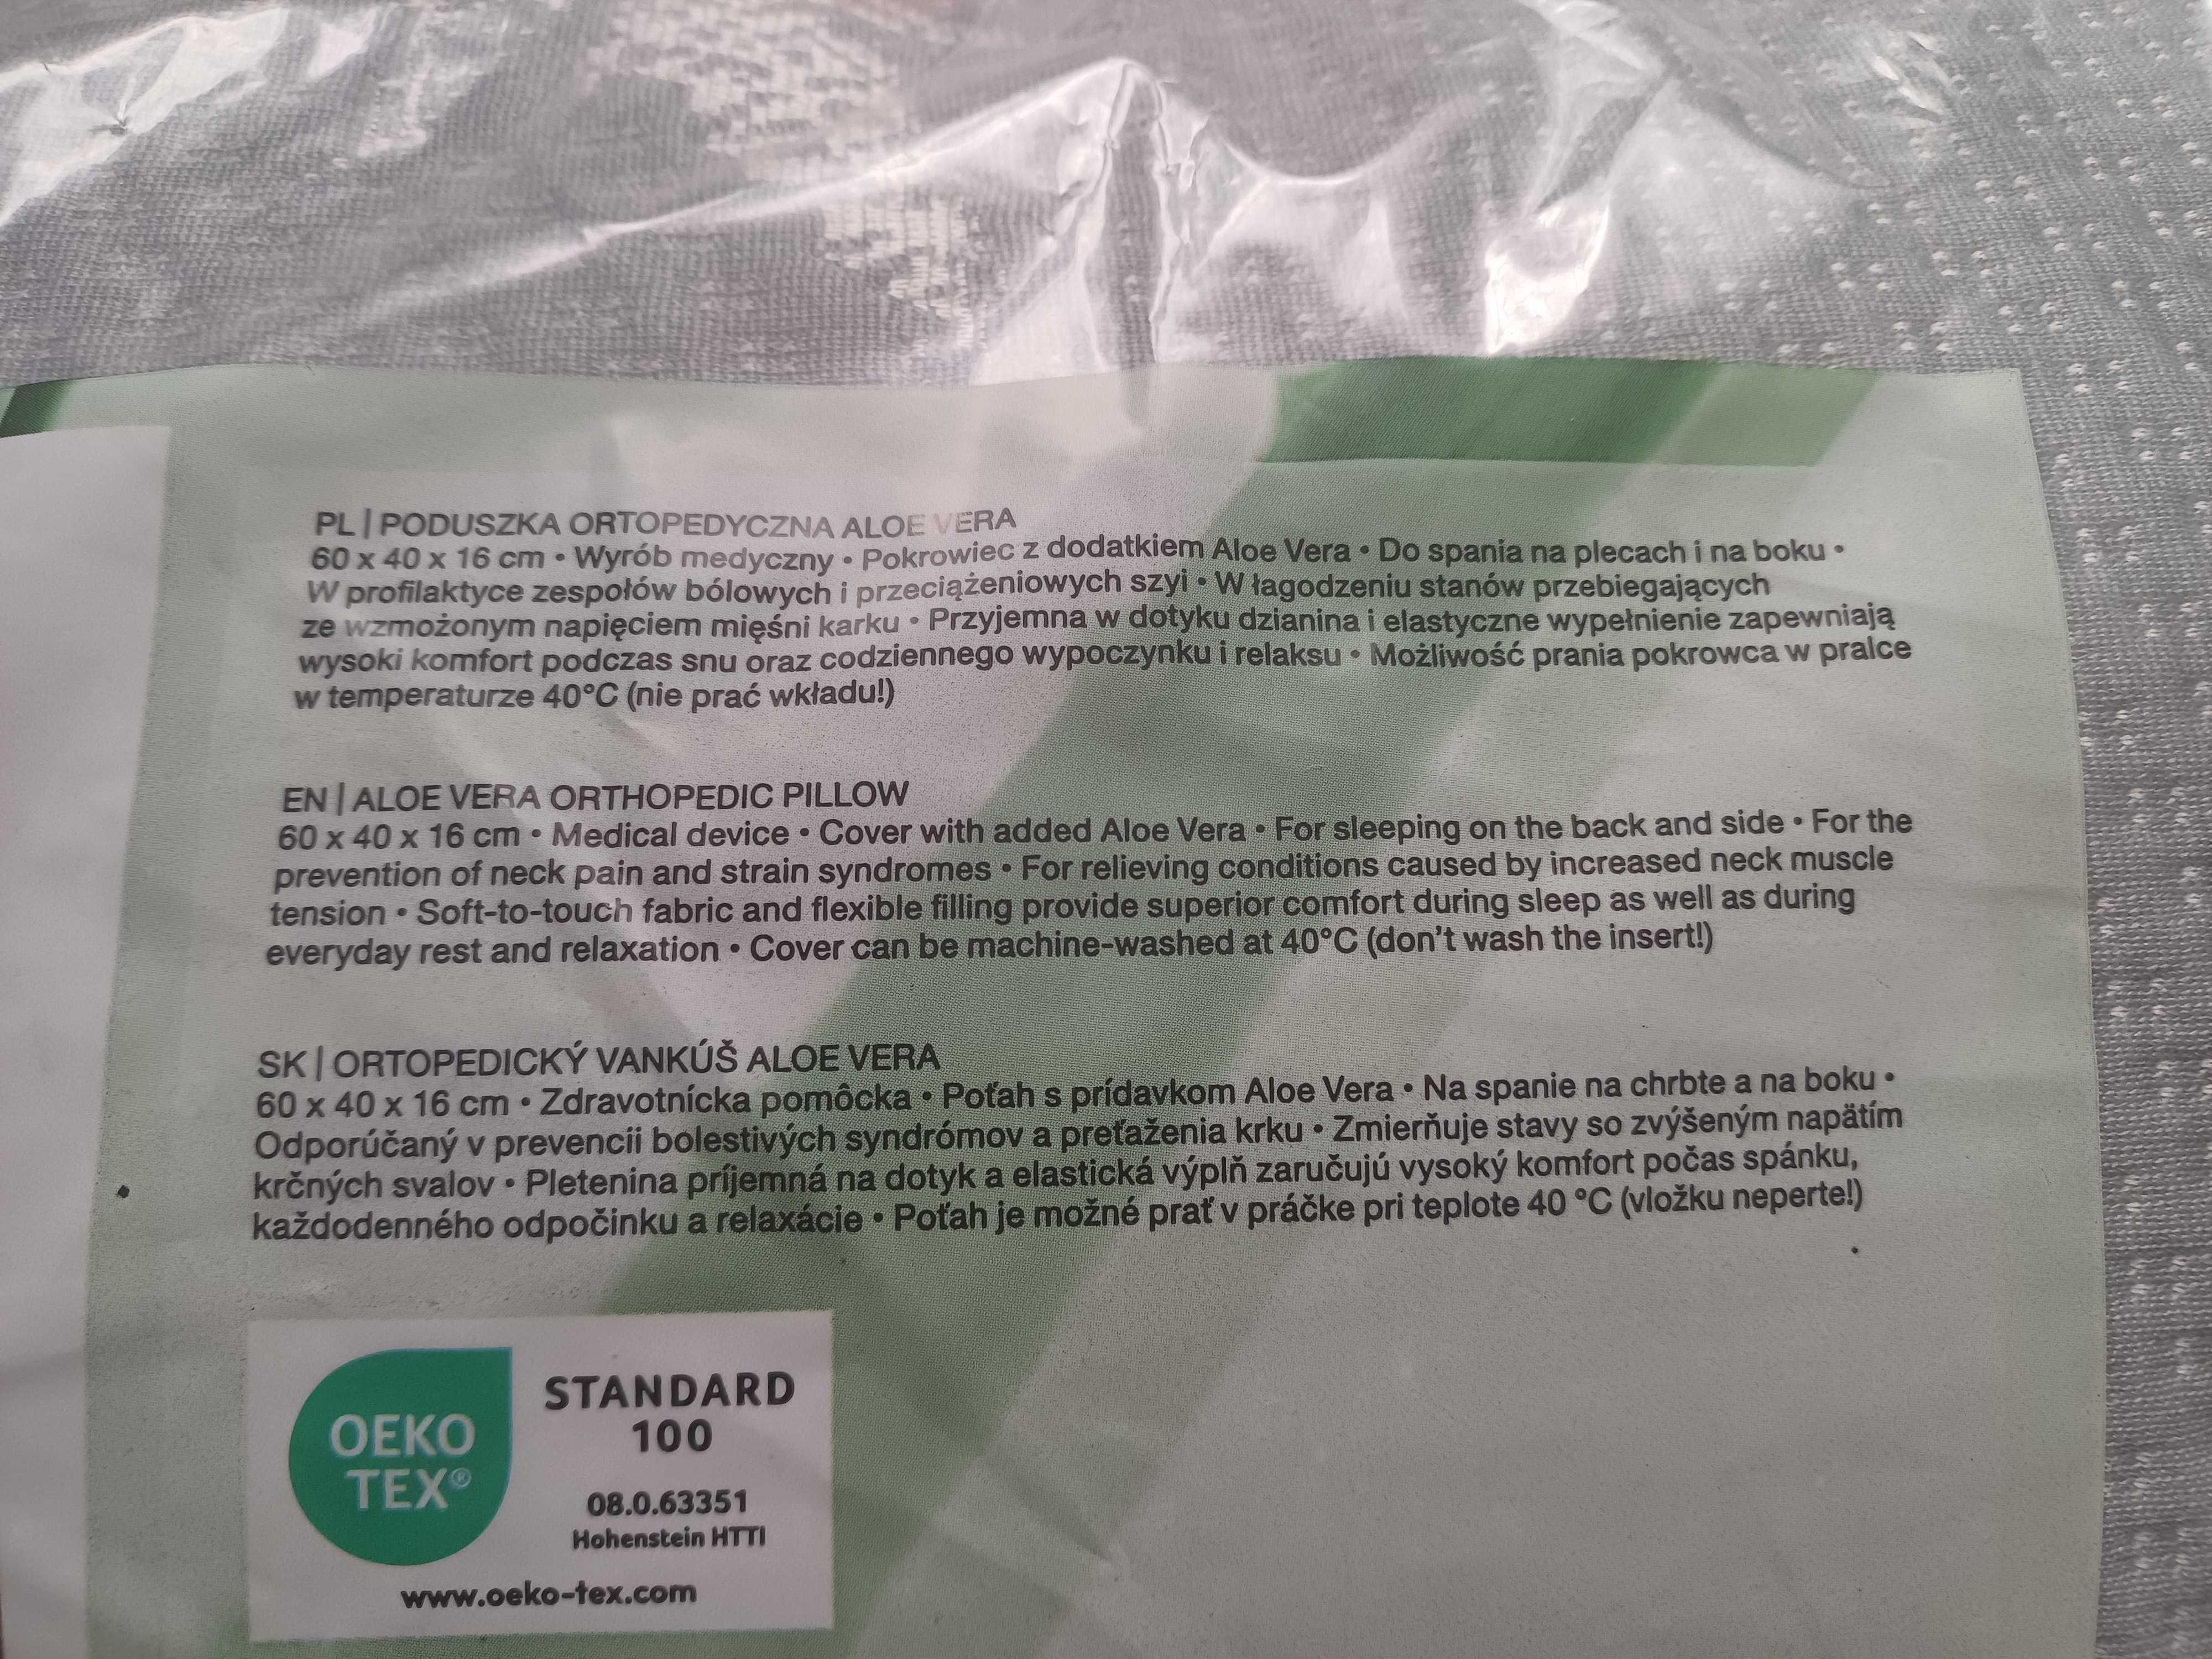 PL | PODUSZKA ORTOPEDYCZNA ALOE VERA
60 x 40 x 16 cm • Wyrób medyczny • Pokrowiec z dodatkiem Aloe Vera • Do spania na plecach i na boku •
W profilaktyce zespołów bólowych i przeciążeniowych szyi • W łagodzeniu stanów przebiegających
ze wzmożonym napięciem mięśni karku • Przyjemna w dotyku dzianina i elastyczne wypełnienie zapewniają
wysoki komfort podczas snu oraz codziennego wypoczynku i relaksu • Możliwość prania pokrowca w pralce
w temperaturze 40°C (nie prać wkładu!)
EN | ALOE VERA ORTHOPEDIC PILLOW
60 x 40 x 16 cm • Medical device • Cover with added Aloe Vera • For sleeping on the back and side • For the
prevention of neck pain and strain syndromes • For relieving conditions caused by increased neck muscle
tension • Soft-to-touch fabric and flexible filling provide superior comfort during sleep as well as during
everyday rest and relaxation • Cover can be machine-washed at 40°C (don't wash the insert!)
SK | ORTOPEDICKÝ VANKÚŠ ALOE VERA
60 x 40 x 16 cm • Zdravotnícka pomôcka • Poťah s prídavkom Aloe Vera • Na spanie na chrbte a na boku •
Odporúčaný v prevencii bolestivých syndrómov a preťaženia krku • Zmierňuje stavy so zvýšeným napätím
krčných svalov • Pletenina príjemná na dotyk a elastická výplň zaručujú vysoký komfort počas spánku,
každodenného odpočinku a relaxácie • Poťah je možné prať v práčke pri teplote 40 °C (vložku neperte!)
OEKO
TEX®
STANDARD
100
08.0.63351
Hohenstein HTTI
www.oeko-tex.com